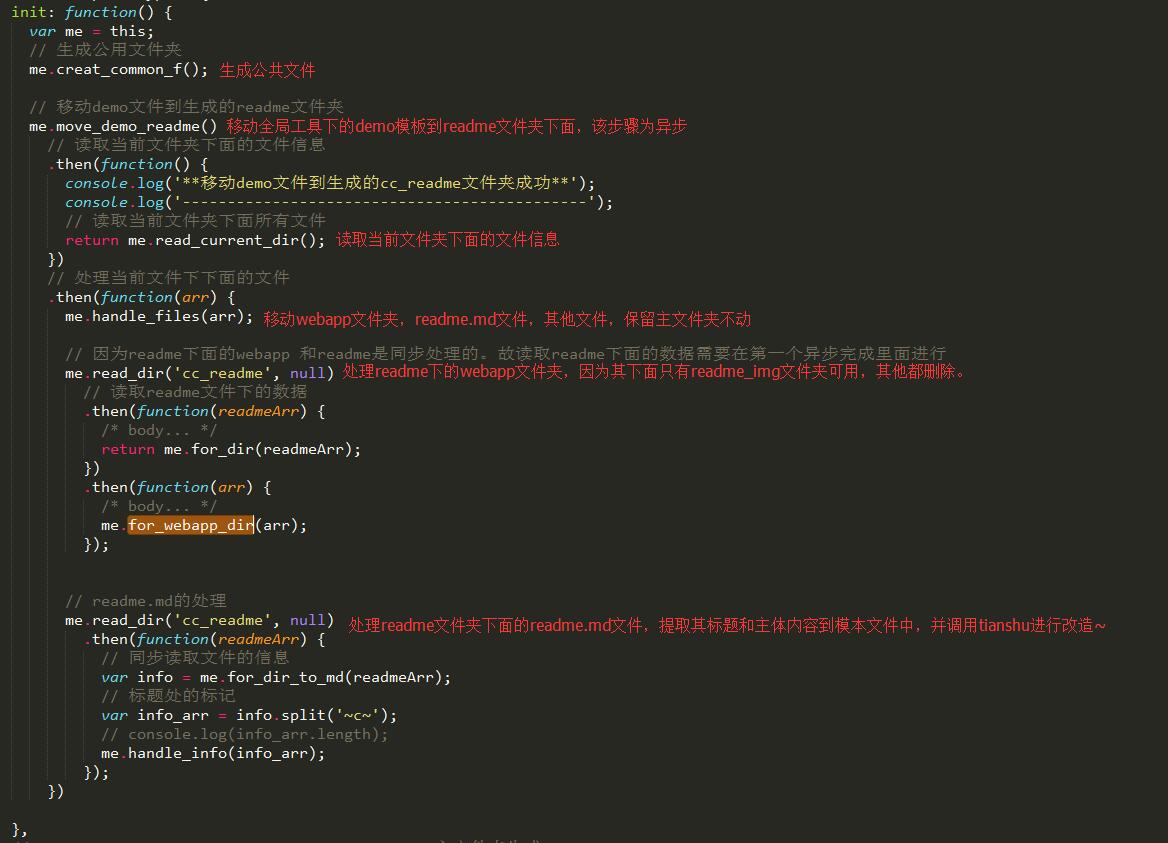 init: function() {
var me = this;
// 生成公用文件夹
me.creat_common_f(); 生成公共文件
// 移动demo文件到生成的readme文件夹
me.move_demo_readme() 移动全局工具下的demo模板到readme文件夹下面，该步骤为异步
// 读取当前文件夹下面的文件信息
.then(function() {
console.log('**移动demo文件到生成的cc_readme文件夹成功**');
console.log('---------------------------------------------');
// 读取当前文件夹下面所有文件
return me.read_current_dir(); 读取当前文件夹下面的文件信息
})
// 处理当前文件下下面的文件
.then(function(arr) {
me.handle_files(arr); 移动webapp文件夹，readme.md文件，其他文件，保留主文件夹不动
// 因为readme下面的webapp 和readme是同步处理的。故读取readme下面的数据需要在第一个异步完成里面进行
me.read_dir('cc_readme', null) 处理readme下的webapp文件夹，因为其下面只有readme_img文件夹可用，其他都删除。
// 读取readme文件下的数据
.then(function(readmeArr) {
/* body... */
return me.for_dir(readmeArr);
})
.then(function(arr) {
/* body... */
me.for_webapp_dir(arr);
});
// readme.md的处理
me.read_dir('cc_readme', null) 处理readme文件夹下面的readme.md文件，提取其标题和主体内容到模本文件中，并调用tianshu进行改造~
.then(function(readmeArr) {
// 同步读取文件的信息
var info = me.for_dir_to_md(readmeArr);
// 标题处的标记
var info_arr = info.split('~c~');
// console.log(info_arr.length);
me.handle_info(info_arr);
});
})
},